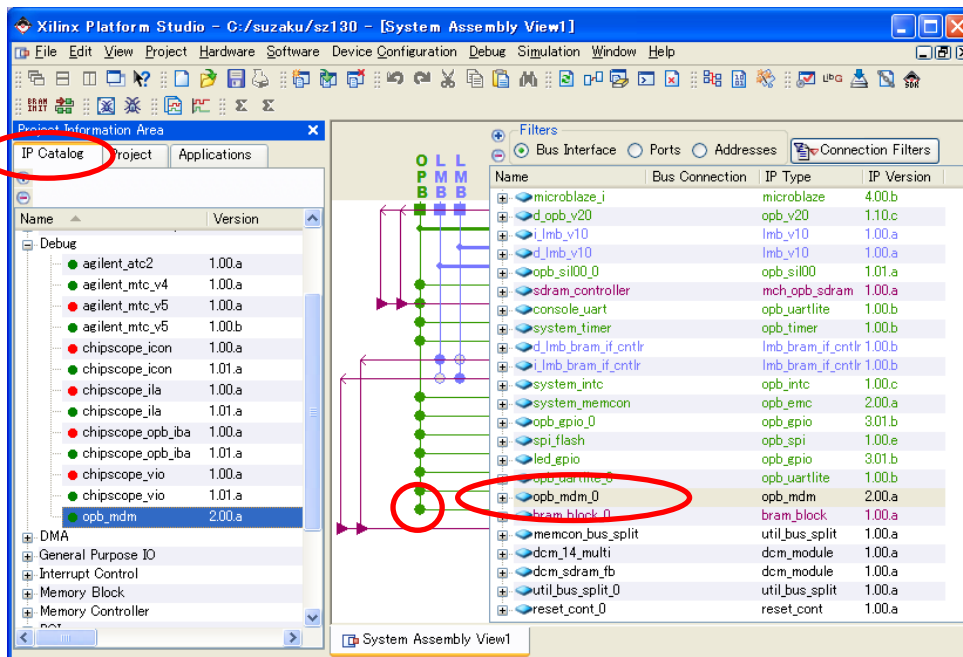 Xilinx Platform Studio - C:/suzaku/sz130 - [System Assembly View1]
File Edit View Project Hardware Software Device Configuration Debug Simulation Window Help
Project Information Area
IP Catalog Project Applications
Name Version
Debug
agilent_atc2 1.00.a
agilent_mtc_v4 1.00.a
agilent_mtc_v5 1.00.a
agilent_mtc_v5 1.00.b
chipscope_icon 1.00.a
chipscope_icon 1.01.a
chipscope_ila 1.00.a
chipscope_ila 1.01.a
chipscope_opb_iba 1.00.a
chipscope_opb_iba 1.01.a
chipscope_vio 1.00.a
chipscope_vio 1.01.a
opb_mdm 2.00.a
DMA
General Purpose IO
Interrupt Control
Memory Block
Memory Controller
OPB LMB LMB
Filters
Bus Interface Ports Addresses Connection Filters
Name Bus Connection IP Type IP Version
microblaze_i microblaze 4.00.b
d_opb_v20 opb_v20 1.10.c
i_lmb_v10 lmb_v10 1.00.a
d_lmb_v10 lmb_v10 1.00.a
opb_sil00_0 opb_sil00 1.01.a
sdram_controller mch_opb_sdram 1.00.a
console_uart opb_uartlite 1.00.b
system_timer opb_timer 1.00.b
d_lmb_bram_if_cntlr lmb_bram_if_cntlr 1.00.b
i_lmb_bram_if_cntlr lmb_bram_if_cntlr 1.00.b
system_intc opb_intc 1.00.c
system_memcon opb_emc 2.00.a
opb_gpio_0 opb_gpio 3.01.b
spi_flash opb_spi 1.00.e
led_gpio opb_gpio 3.01.b
opb_uartlite_0 opb_uartlite 1.00.b
opb_mdm_0 opb_mdm 2.00.a
bram_block_0 bram_block 1.00.a
memcon_bus_split util_bus_split 1.00.a
dcm_14_multi dcm_module 1.00.a
dcm_sdram_fb dcm_module 1.00.a
util_bus_split_0 util_bus_split 1.00.a
reset_cont_0 reset_cont 1.00.a
System Assembly View1